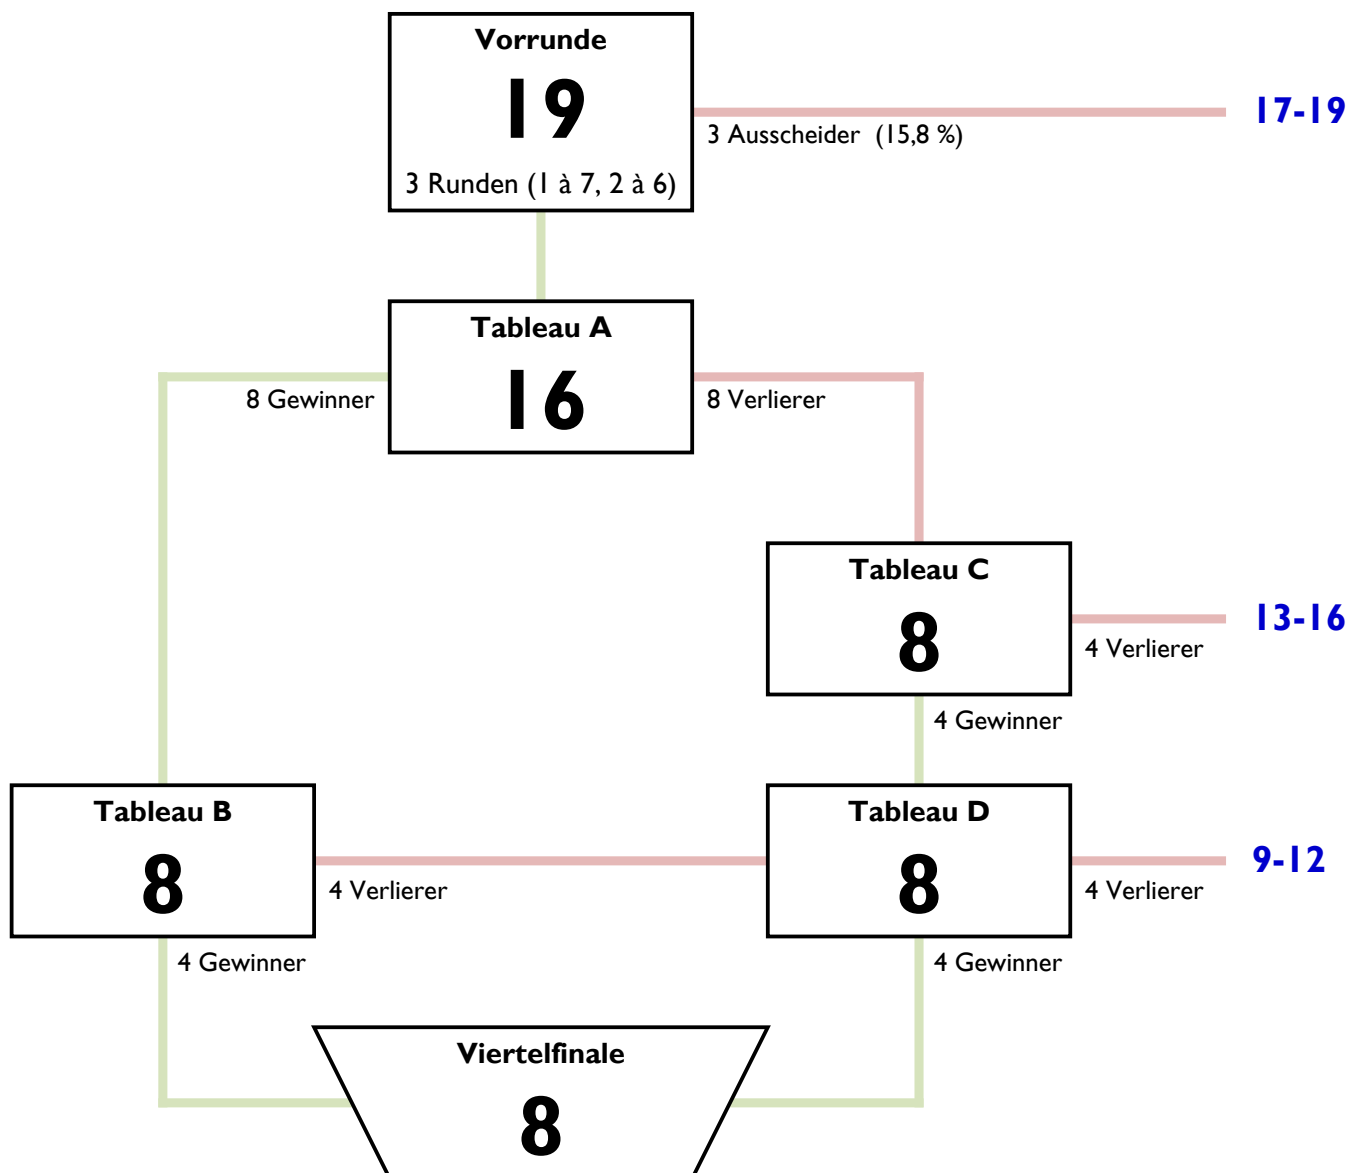 Vorrunde
19
3 Runden (1 à 7, 2 à 6)
3 Ausscheider (15,8 %)
17-19
Tableau A
16
8 Gewinner
8 Verlierer
Tableau C
8
4 Verlierer
13-16
4 Gewinner
Tableau B
8
4 Verlierer
4 Gewinner
Tableau D
8
4 Verlierer
9-12
4 Gewinner
Viertelfinale
8